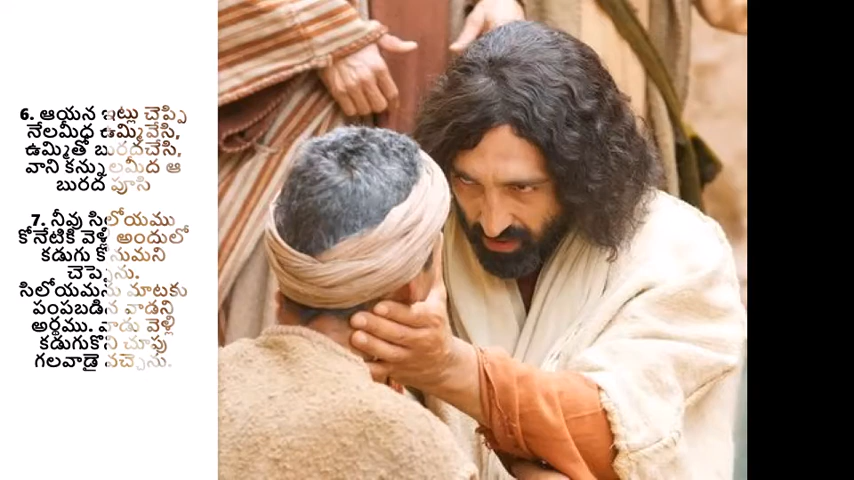 6. ఆయన ఇట్లు చెప్పి
నేలమీద ఉమ్మివేసి,
ఉమ్మితో బురదచేసి,
వాని కన్నులమీద ఆ
బురద పూసి
7. నీవు సిలోయము
కోనేటికి వెళ్లి అందులో
కడుగు కొనుమని
చెప్పెను.
సిలోయమను మాటకు
పంపబడిన వాడని
అర్థము. వాడు వెళ్లి
కడుగుకొని చూపు
గలవాడై వచ్చెను.